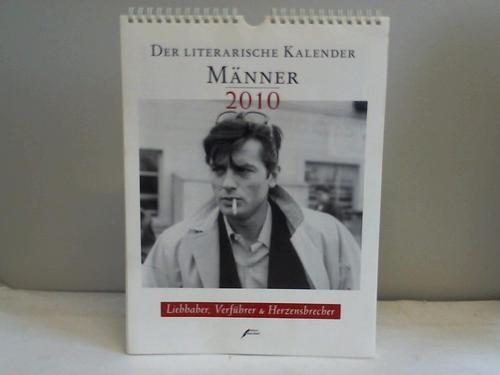 DER LITERARISCHE KALENDER
MÄNNER
2010
Liebhaber, Verführer & Herzensbrecher